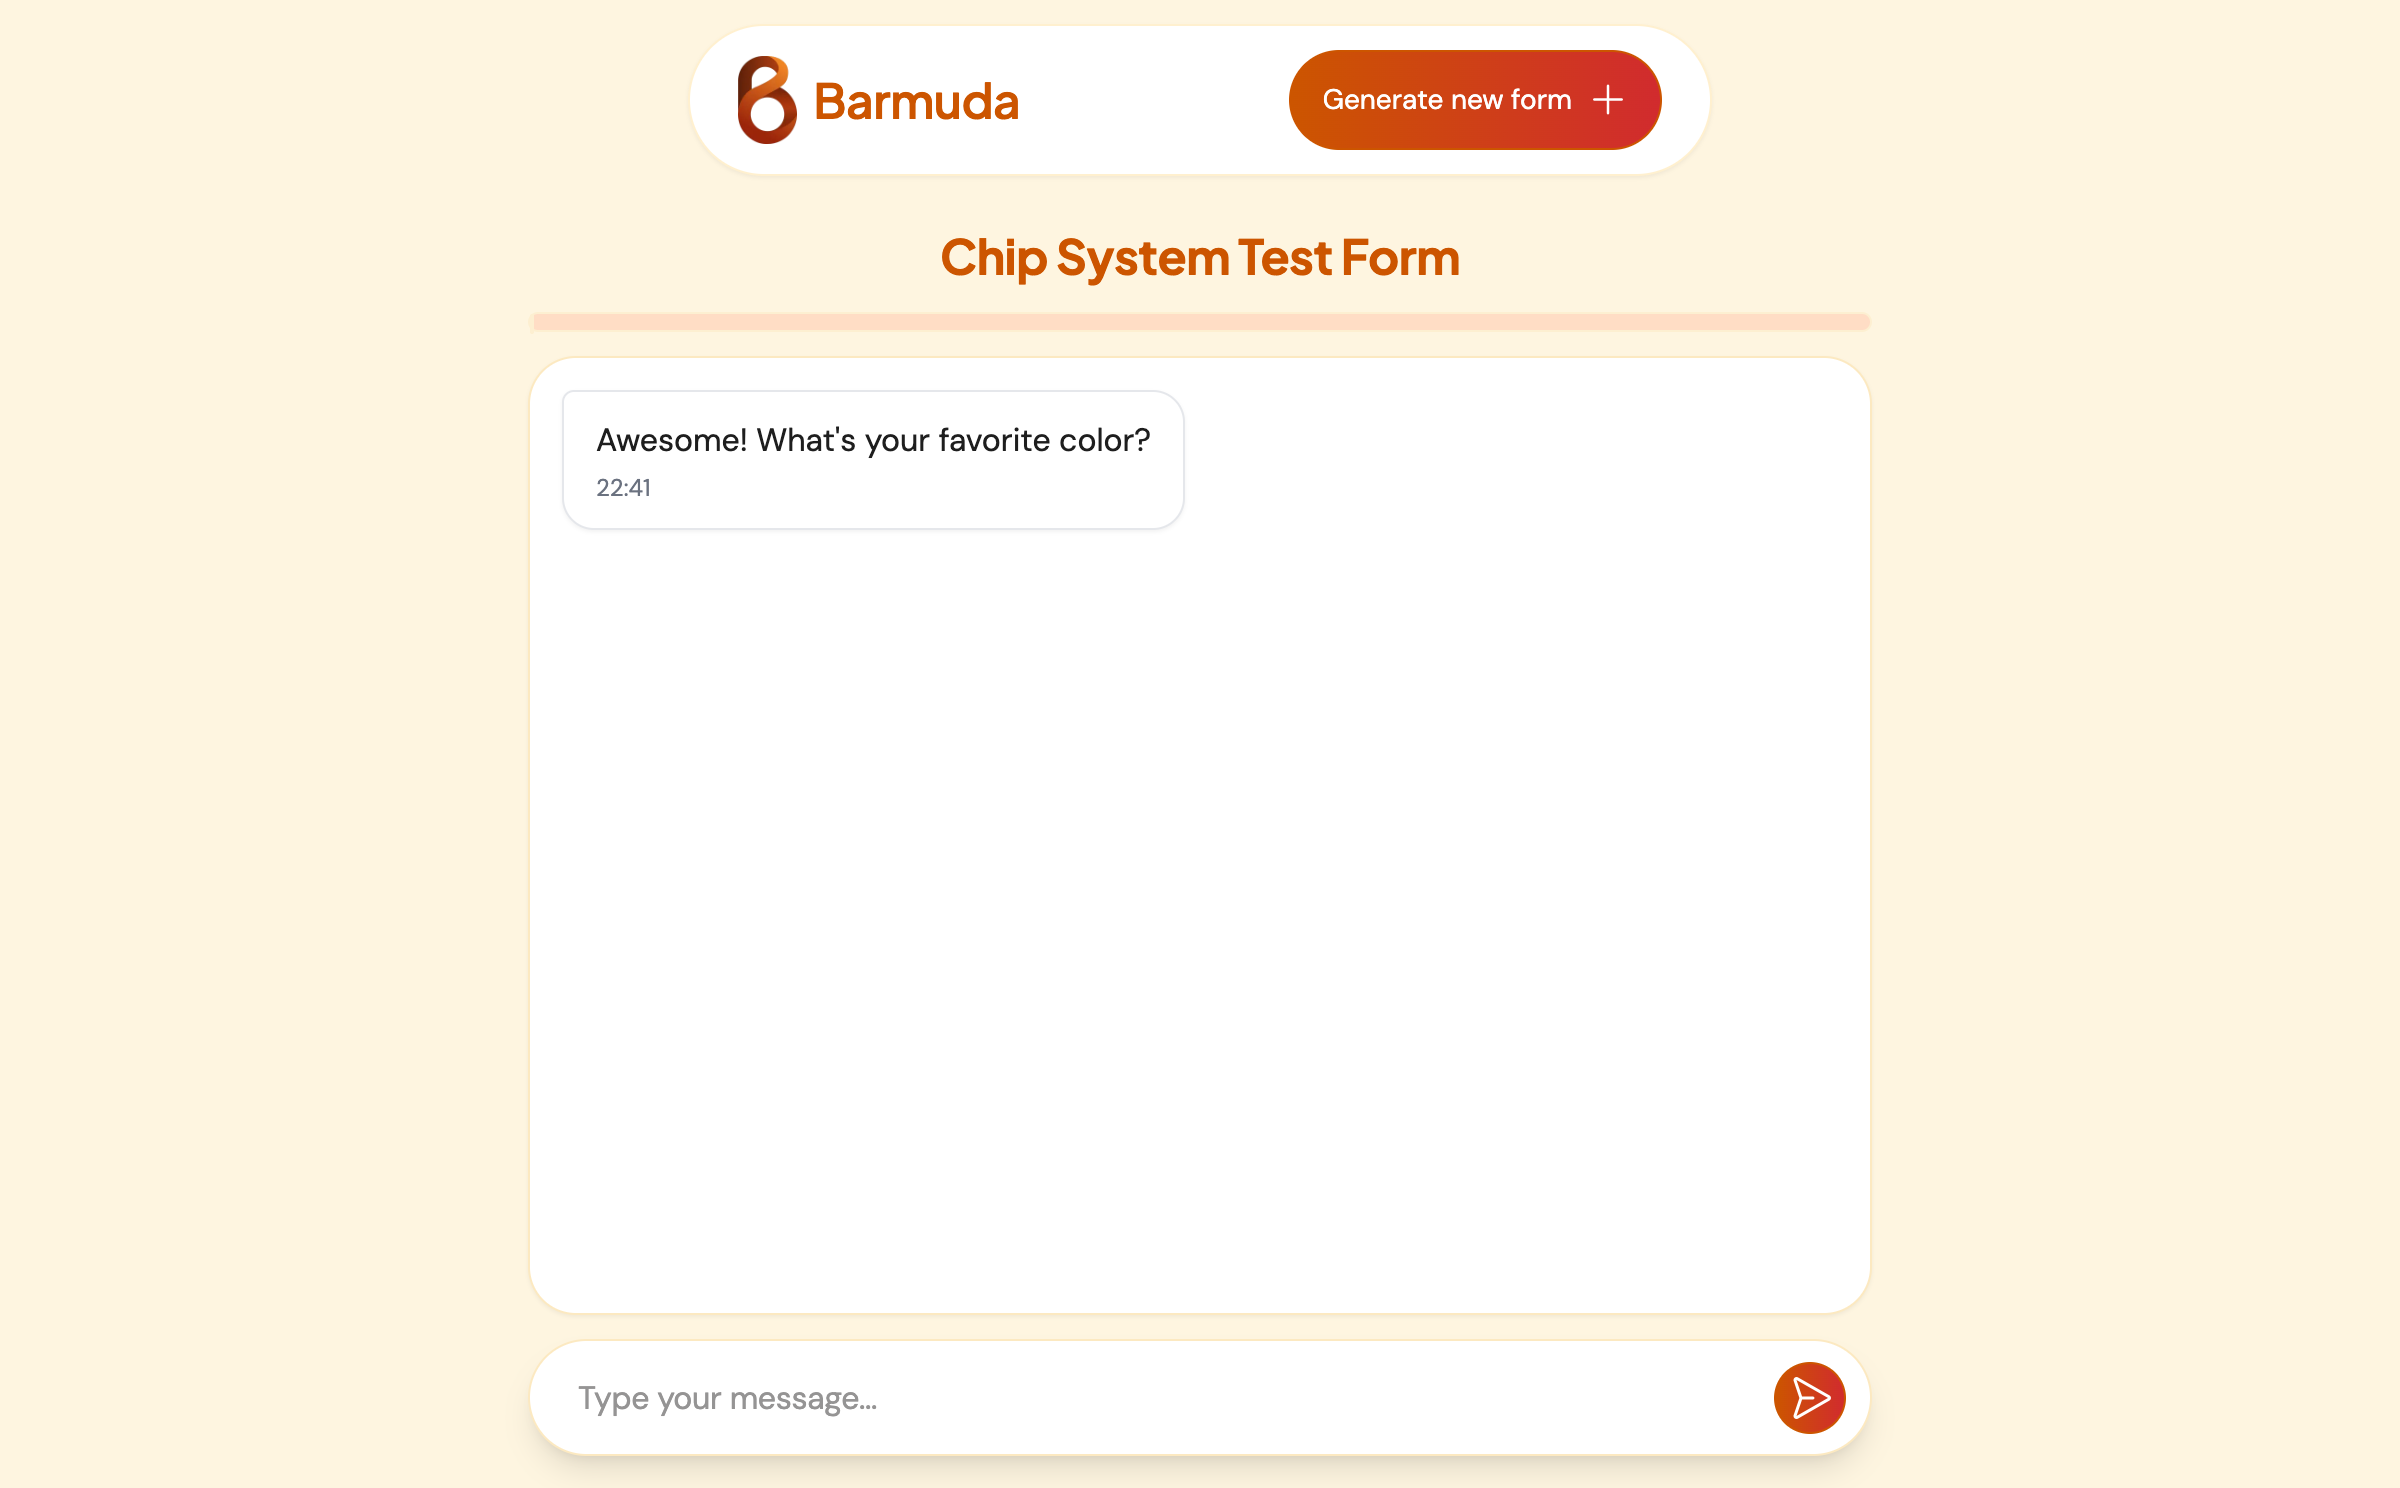 Barmuda
Generate new form
Chip System Test Form
Awesome! What's your favorite color?
22:41
Type your message...